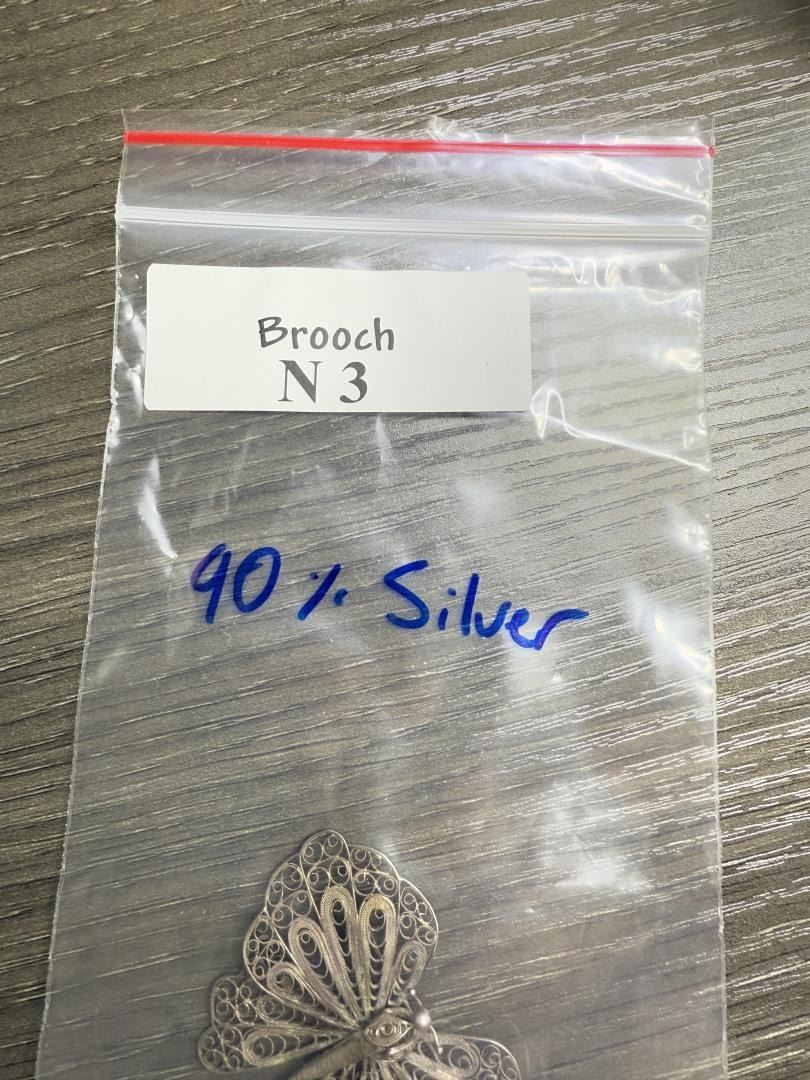 Brooch
N 3
90 % Silver